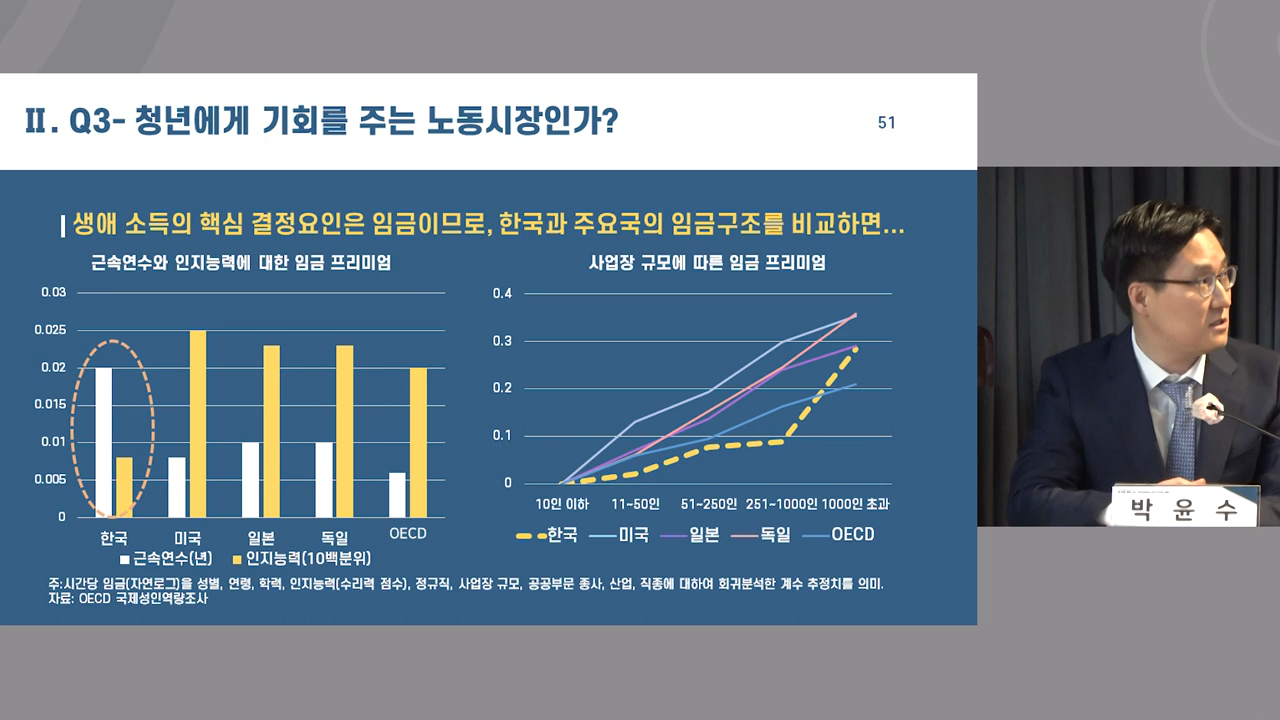 Ⅱ. Q3- 청년에게 기회를 주는 노동시장인가?
51
생애 소득의 핵심 결정요인은 임금이므로, 한국과 주요국의 임금구조를 비교하면...
근속연수와 인지능력에 대한 임금 프리미엄
0.03
0.025
0.02
0.015
0.01
0.005
0
한국 미국 일본 독일 OECD
근속연수(년) 인지능력(10백분위)
사업장 규모에 따른 임금 프리미엄
0.4
0.3
0.2
0.1
0
10인 이하 11~50인 51~250인 251~1000인 1000인 초과
한국 미국 일본 독일 OECD
주:시간당 임금(자연로그)을 성별, 연령, 학력, 인지능력(수리력 점수), 정규직, 사업장 규모, 공공부문 종사, 산업, 직종에 대하여 회귀분석한 계수 추정치를 의미.
자료: OECD 국제성인역량조사
박 윤 수